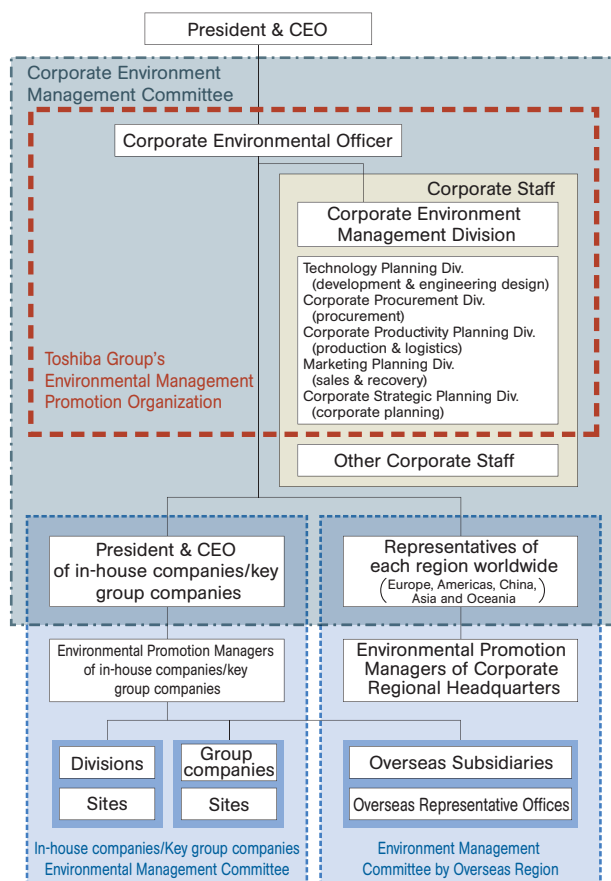 President & CEO
Corporate Environment
Management Committee
Corporate Environmental Officer
Corporate Staff
Corporate Environment
Management Division
Technology Planning Div.
(development & engineering design)
Corporate Procurement Div.
(procurement)
Corporate Productivity Planning Div.
(production & logistics)
Marketing Planning Div.
(sales & recovery)
Corporate Strategic Planning Div.
(corporate planning)
Toshiba Group's
Environmental Management
Promotion Organization
Other Corporate Staff
President & CEO
of in-house companies/key
group companies
Representatives of
each region worldwide
(Europe, Americas, China,
Asia and Oceania)
Environmental Promotion Managers
of in-house companies/key
group companies
Environmental Promotion
Managers of Corporate
Regional Headquarters
Divisions
Sites
Group
companies
Sites
Overseas Subsidiaries
Overseas Representative Offices
In-house companies/Key group companies
Environmental Management Committee
Environment Management
Committee by Overseas Region